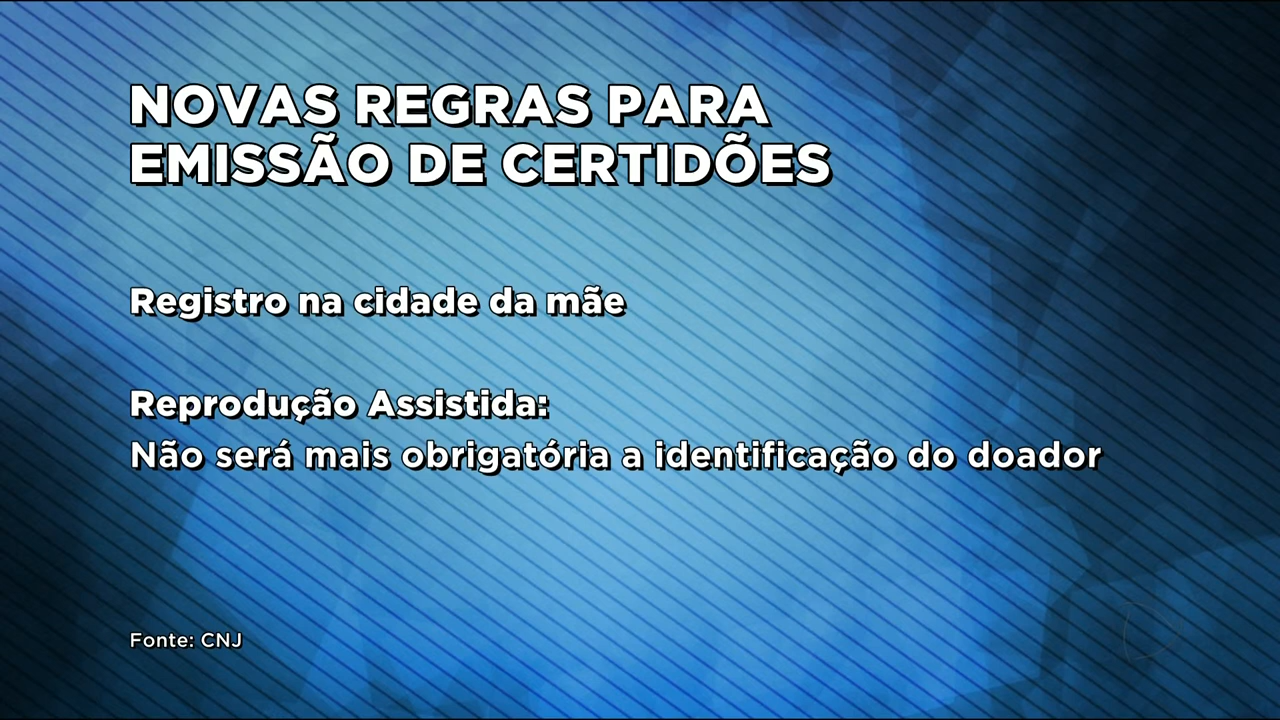 NOVAS REGRAS PARA
EMISSÃO DE CERTIDÕES
Registro na cidade da mãe
Reprodução Assistida:
Não será mais obrigatória a identificação do doador
Fonte: CNJ